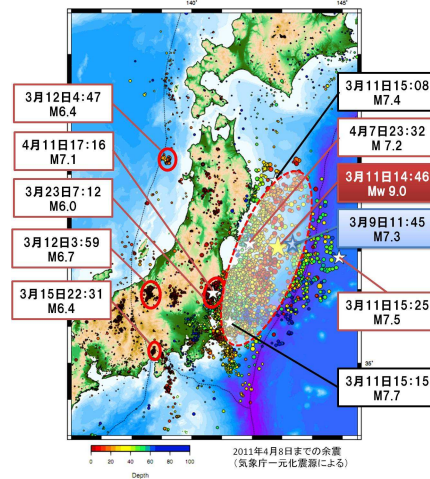 140°
145°
3月12日4:47
M6.4
4月11日17:16
M7.1
3月23日7:12
M6.0
3月12日3:59
M6.7
3月15日22:31
M6.4
3月11日15:08
M7.4
4月7日23:32
M 7.2
3月11日14:46
Mw 9.0
3月9日11:45
M7.3
3月11日15:25
M7.5
35°
3月11日15:15
M7.7
2011年4月8日までの余震
(気象庁一元化震源による)
0 20 40 60 80 100
Depth